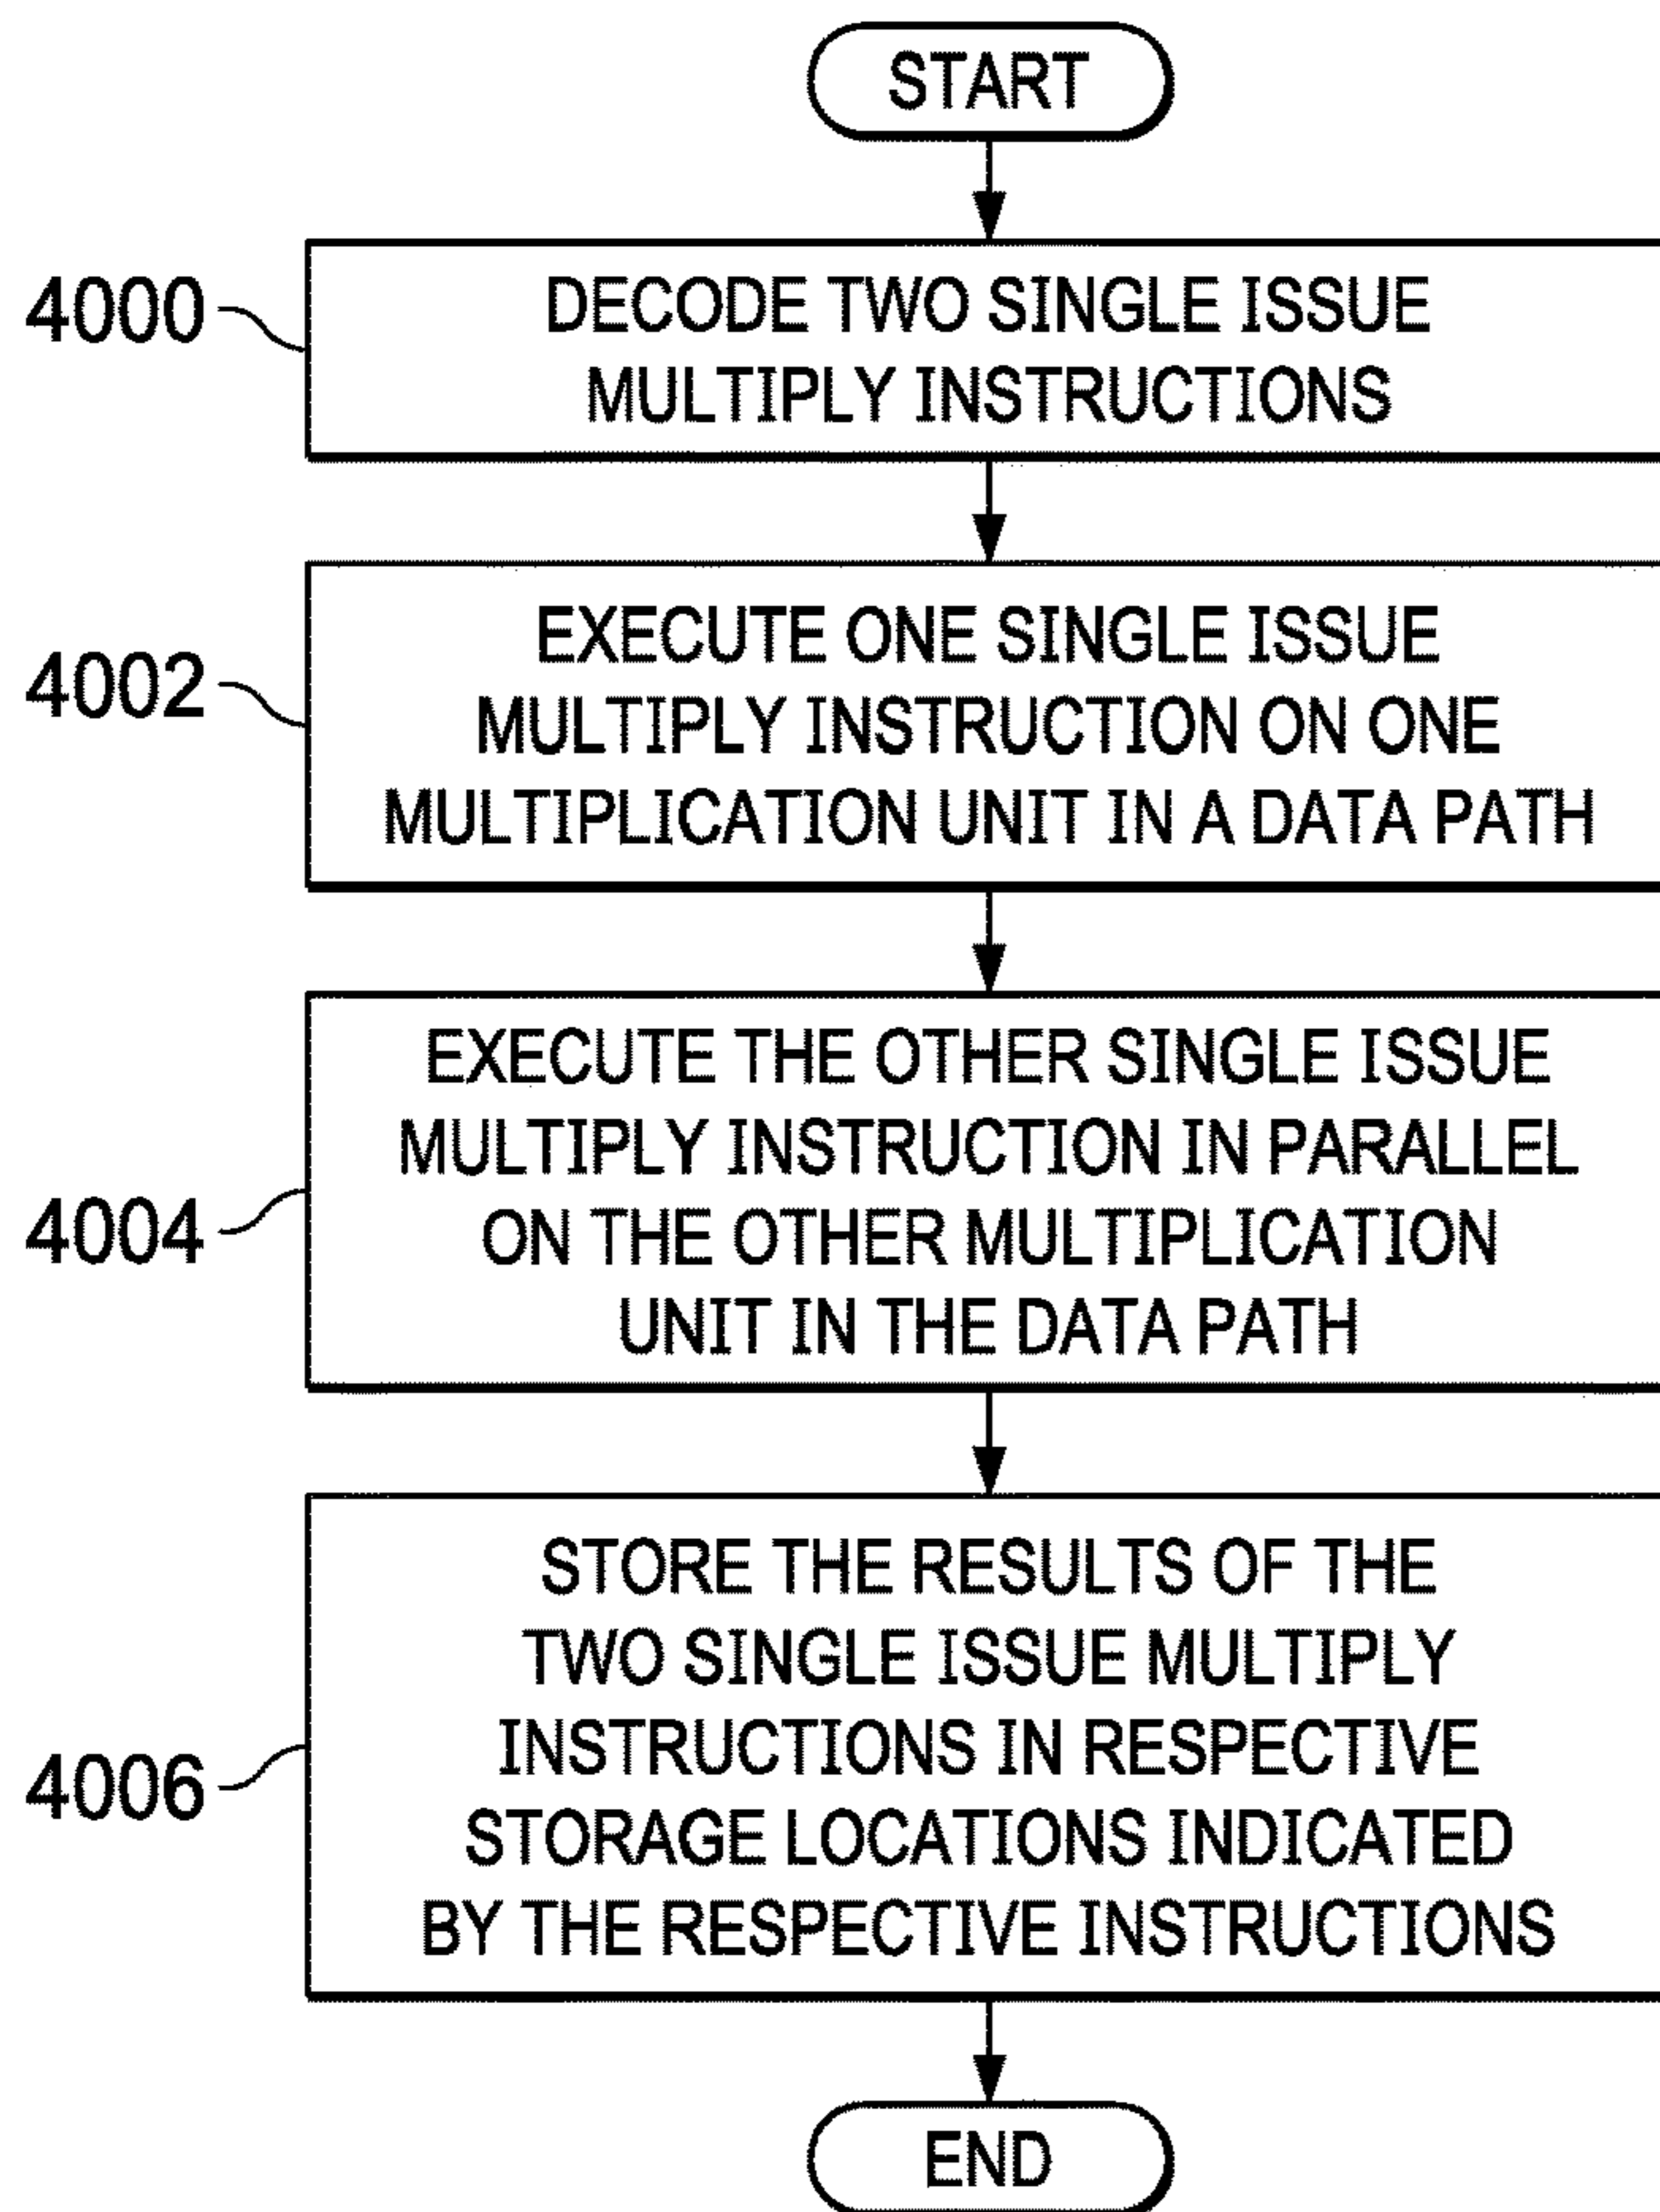 START
4000
DECODE TWO SINGLE ISSUE
MULTIPLY INSTRUCTIONS
4002
EXECUTE ONE SINGLE ISSUE
MULTIPLY INSTRUCTION ON ONE
MULTIPLICATION UNIT IN A DATA PATH
4004
EXECUTE THE OTHER SINGLE ISSUE
MULTIPLY INSTRUCTION IN PARALLEL
ON THE OTHER MULTIPLICATION
UNIT IN THE DATA PATH
4006
STORE THE RESULTS OF THE
TWO SINGLE ISSUE MULTIPLY
INSTRUCTIONS IN RESPECTIVE
STORAGE LOCATIONS INDICATED
BY THE RESPECTIVE INSTRUCTIONS
END